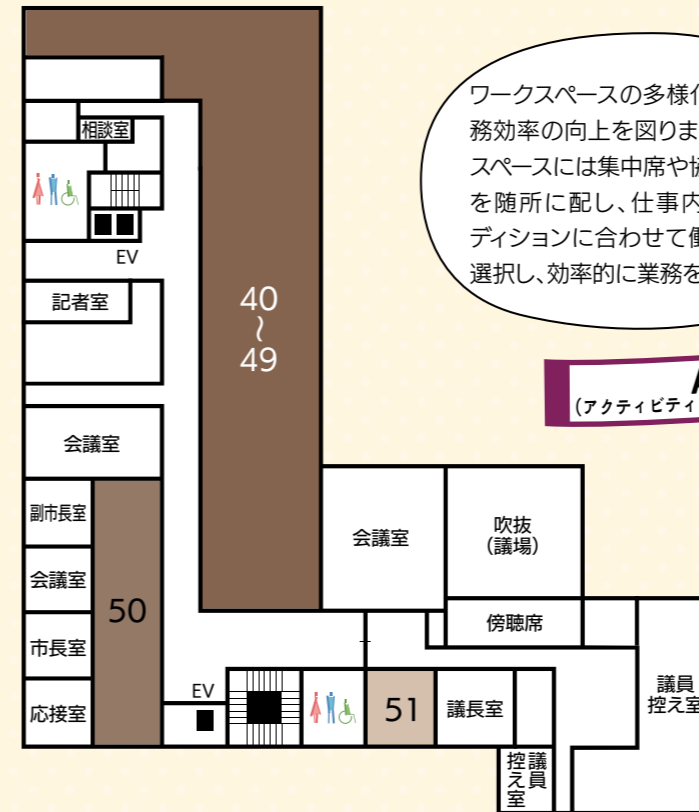 相談室
EV
記者室
会議室
副市長室
会議室
市長室
応接室
50
40
〜
49
EV
51
議長室
議員
控え室
会議室
吹抜
(議場)
傍聴席
議員
控え室
ワークスペースの多様
務効率の向上を図りま
スペースには集中席や
を随所に配し、仕事内
ディションに合わせて
選択し、効率的に業務を
(アクティビティ